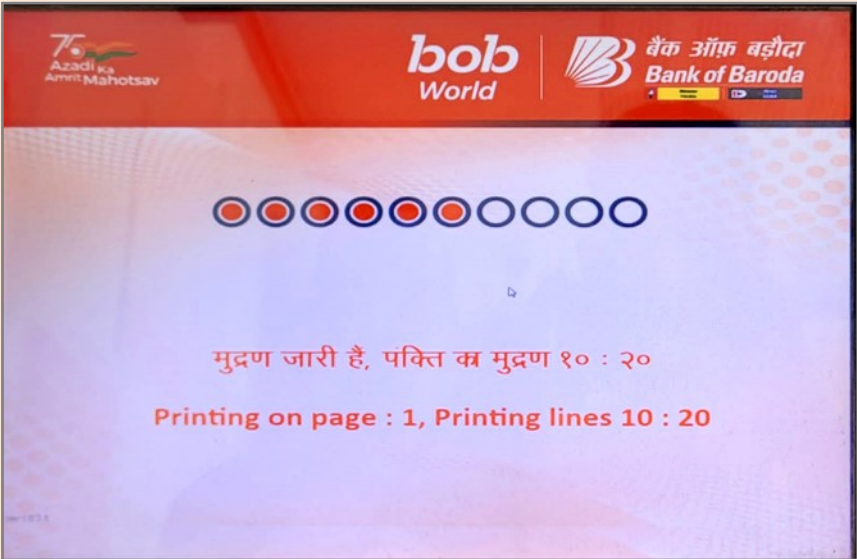 75
Azadi Ka
Amrit Mahotsav
bob
World
बैंक ऑफ़ बड़ौदा
Bank of Baroda
मुद्रण जारी हैं, पंक्ति का मुद्रण १० : २०
Printing on page : 1, Printing lines 10 : 20